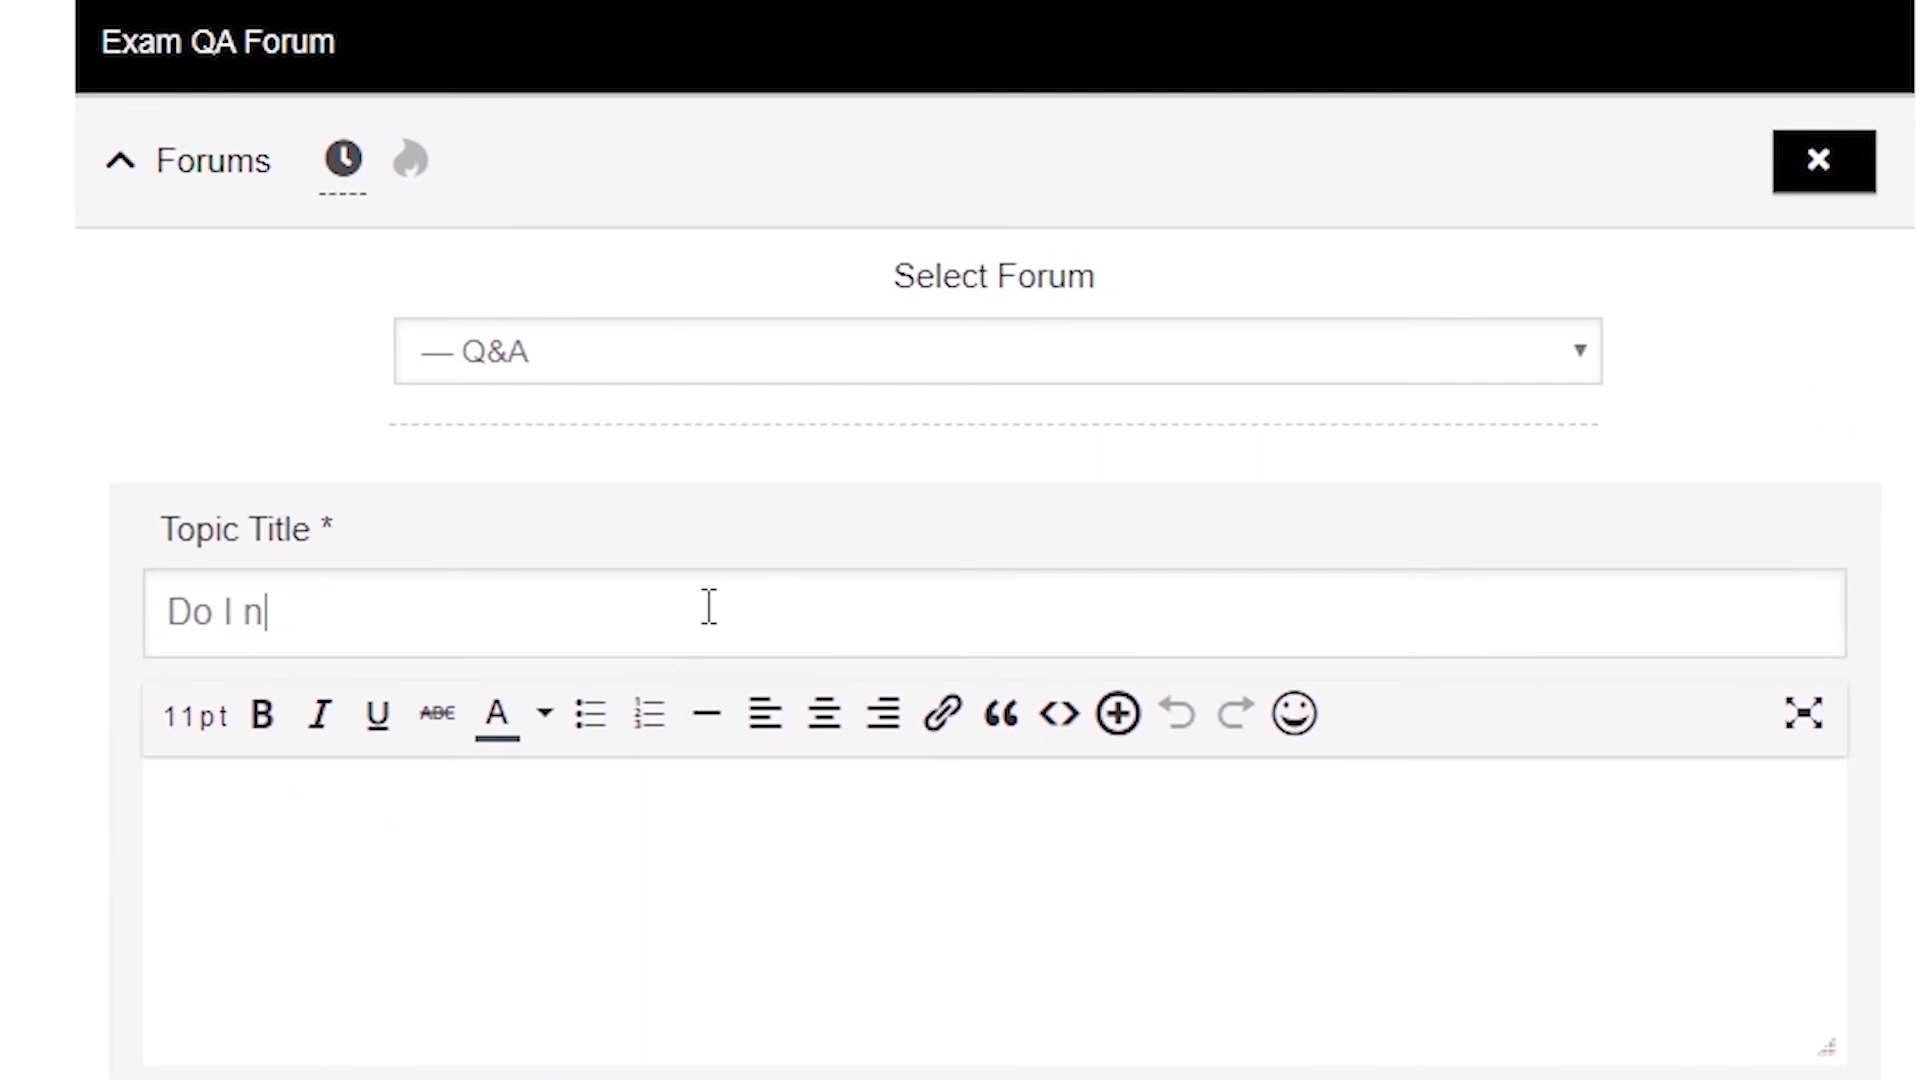 Exam QA Forum
Forums
Select Forum
— Q&A
Topic Title *
Do I n
11pt B I U ABC A